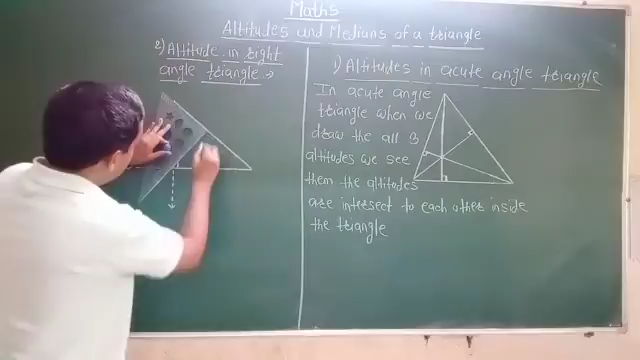 Maths
Altitudes and Medians of a triangle
2) Altitude in right
angle triangle →
1) Altitudes in acute angle triangle
In acute angle
triangle when we
draw the all 3
altitudes we see
them the altitudes
are intersect to each other inside
the triangle